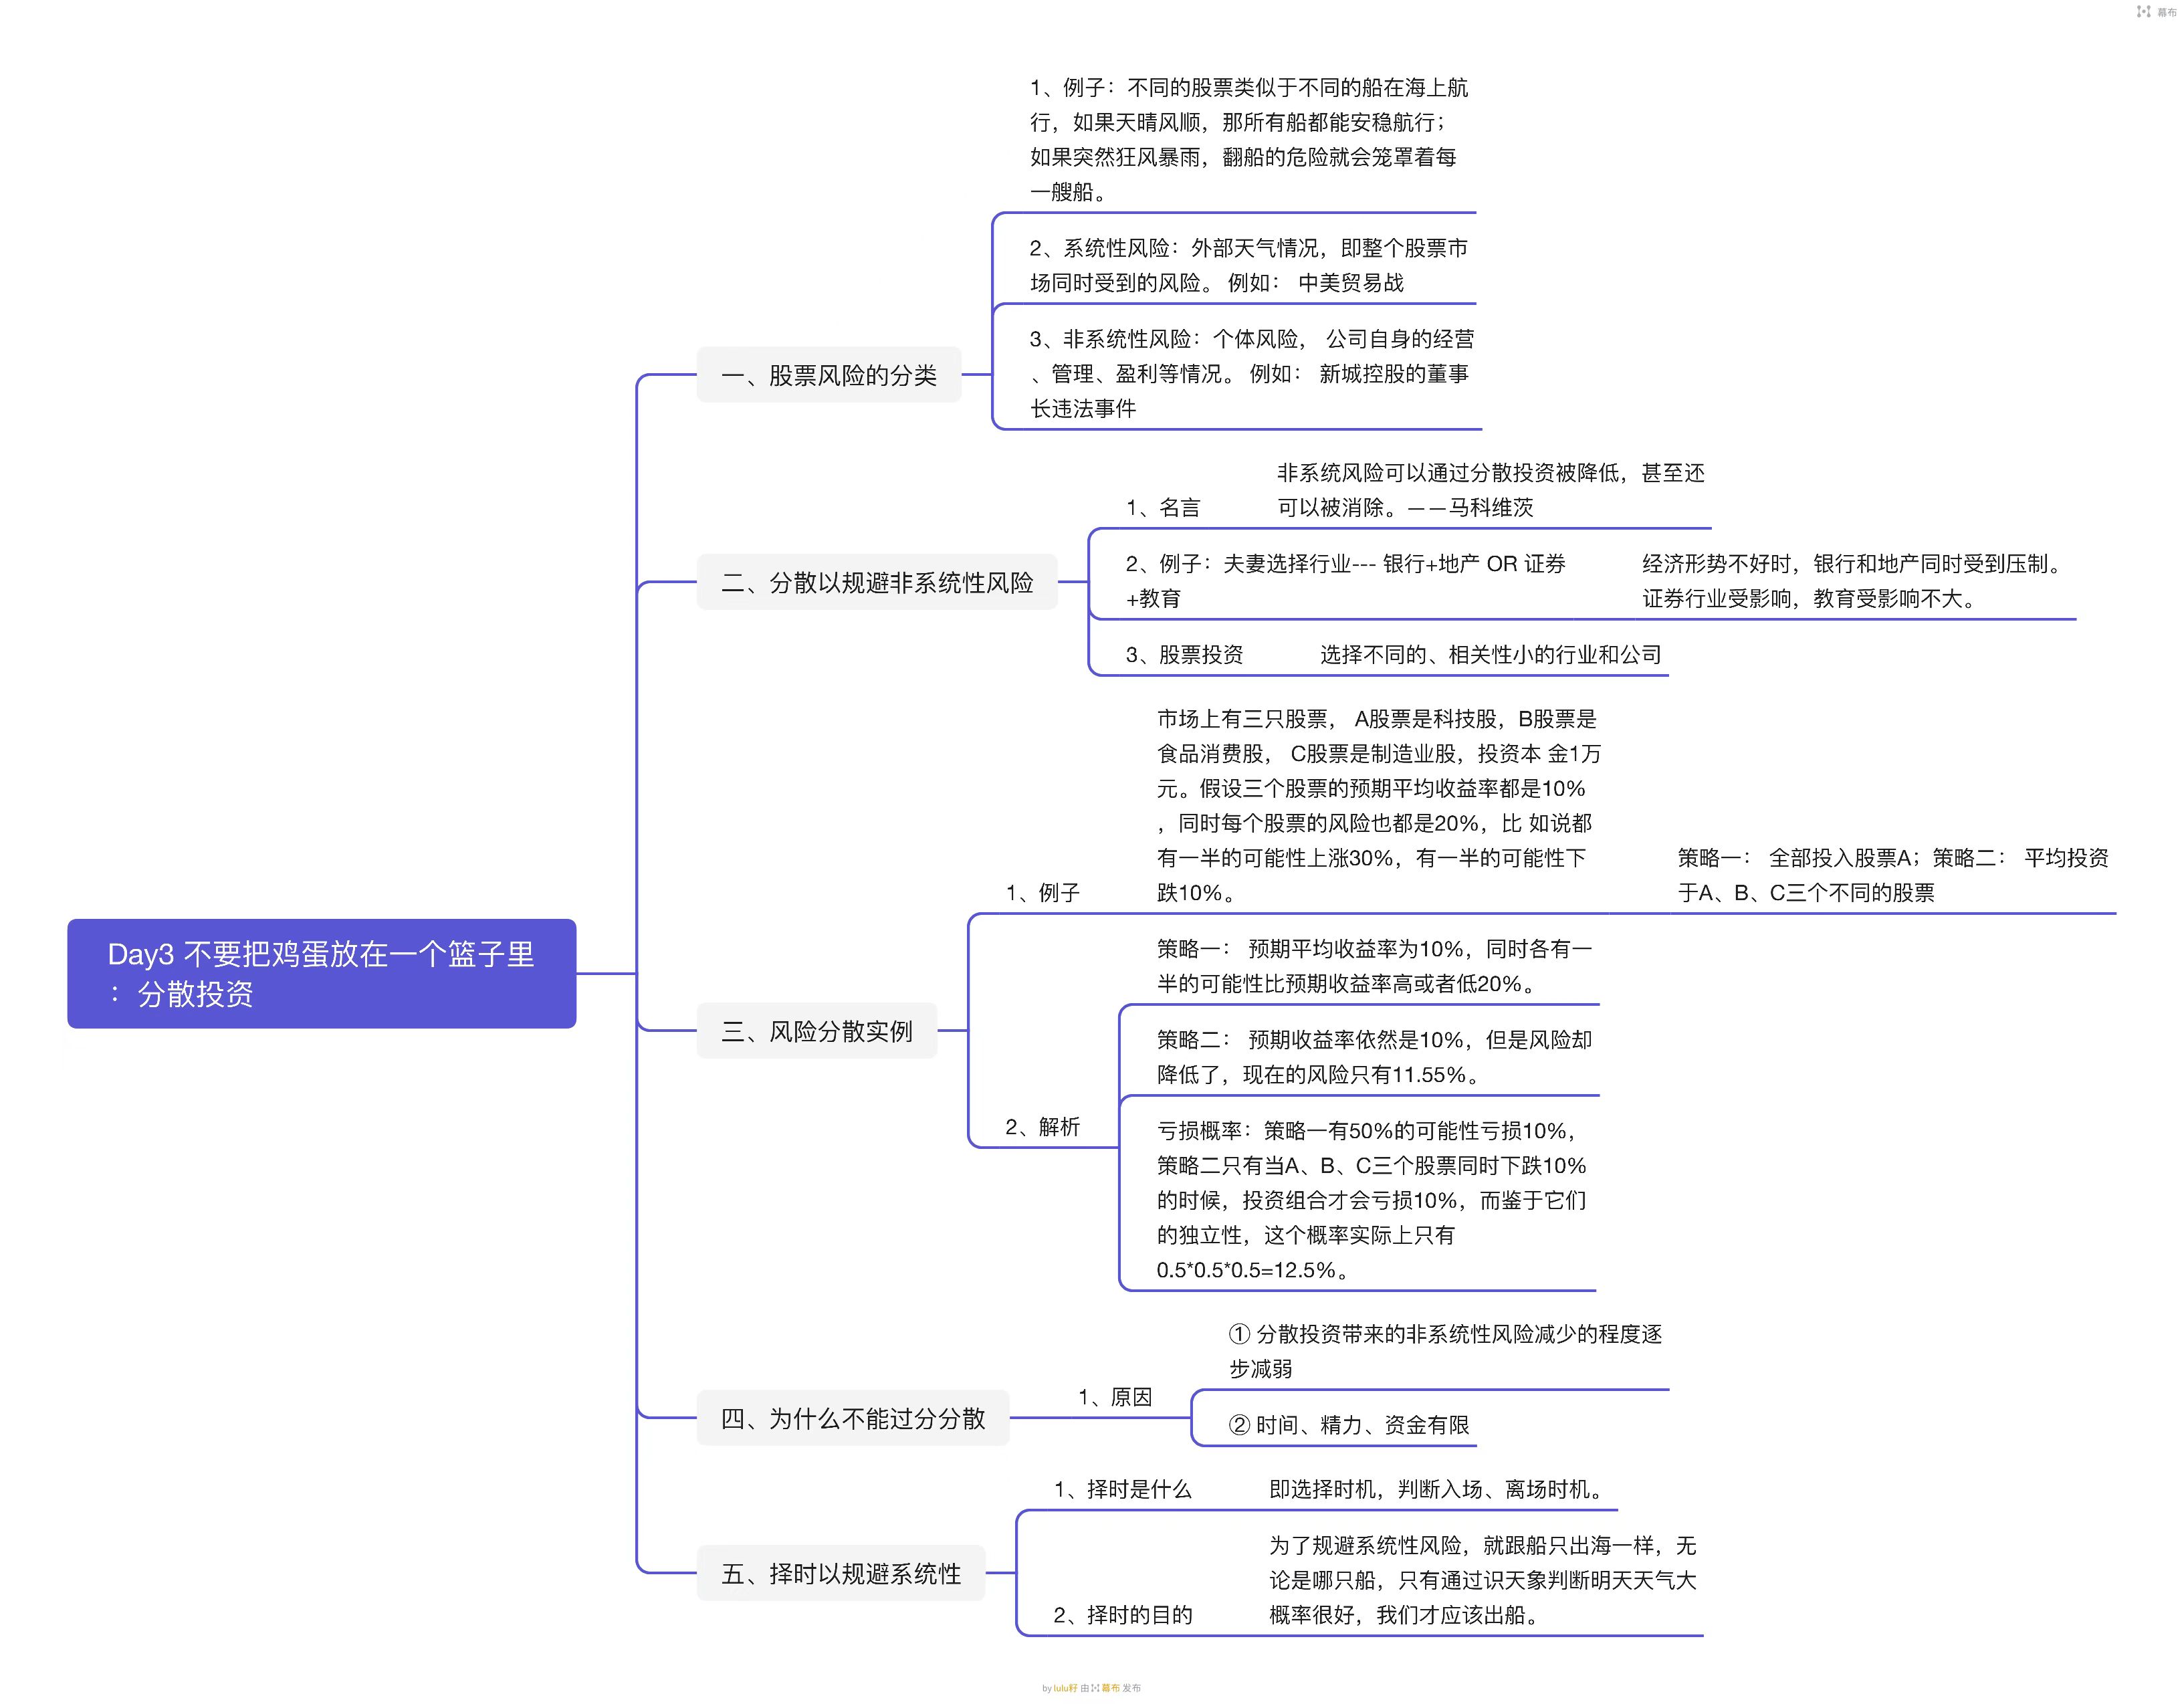 幕布
1、例子：不同的股票类似于不同的船在海上航
行，如果天晴风顺，那所有船都能安稳航行；
如果突然狂风暴雨，翻船的危险就会笼罩着每
一艘船。
2、系统性风险：外部天气情况，即整个股票市
场同时受到的风险。 例如： 中美贸易战
一、股票风险的分类
3、非系统性风险：个体风险， 公司自身的经营
、管理、盈利等情况。 例如： 新城控股的董事
长违法事件
二、分散以规避非系统性风险
1、名言
非系统风险可以通过分散投资被降低，甚至还
可以被消除。——马科维茨
2、例子：夫妻选择行业--- 银行+地产 OR 证券
+教育
经济形势不好时，银行和地产同时受到压制。
证券行业受影响，教育受影响不大。
3、股票投资
选择不同的、相关性小的行业和公司
Day3 不要把鸡蛋放在一个篮子里
：分散投资
三、风险分散实例
1、例子
市场上有三只股票， A股票是科技股，B股票是
食品消费股， C股票是制造业股，投资本 金1万
元。假设三个股票的预期平均收益率都是10%
，同时每个股票的风险也都是20%，比 如说都
有一半的可能性上涨30%，有一半的可能性下
跌10%。
策略一： 全部投入股票A；策略二： 平均投资
于A、B、C三个不同的股票
2、解析
策略一： 预期平均收益率为10%，同时各有一
半的可能性比预期收益率高或者低20%。
策略二： 预期收益率依然是10%，但是风险却
降低了，现在的风险只有11.55%。
亏损概率：策略一有50%的可能性亏损10%，
策略二只有当A、B、C三个股票同时下跌10%
的时候，投资组合才会亏损10%，而鉴于它们
的独立性，这个概率实际上只有
0.5*0.5*0.5=12.5%。
四、为什么不能过分分散
1、原因
① 分散投资带来的非系统性风险减少的程度逐
步减弱
② 时间、精力、资金有限
五、择时以规避系统性
1、择时是什么
即选择时机，判断入场、离场时机。
2、择时的目的
为了规避系统性风险，就跟船只出海一样，无
论是哪只船，只有通过识天象判断明天天气大
概率很好，我们才应该出船。
by lulu籽 由 幕布 发布